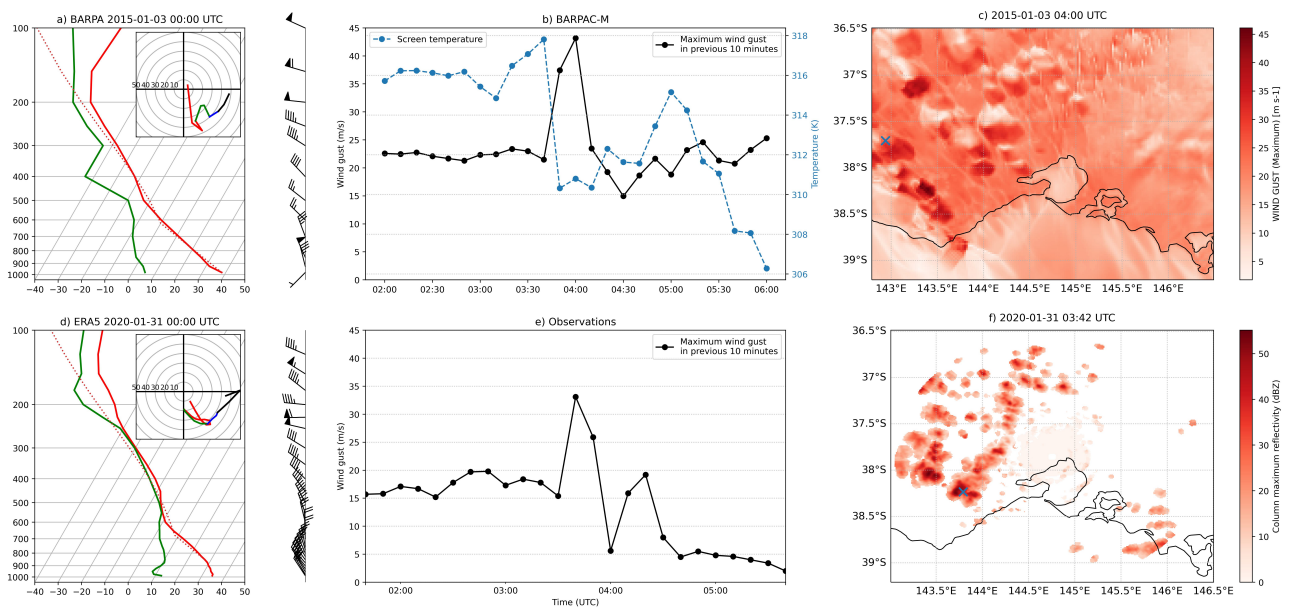 a) BARPA 2015-01-03 00:00 UTC
100
200
300
400
500
600
700
800
900
1000
−40 −30 −20 −10 0 10 20 30 40 50
50 40 30 20 10
b) BARPAC-M
Screen temperature
Maximum wind gust
in previous 10 minutes
Wind gust (m/s)
45
40
35
30
25
20
15
10
5
0
318
316
314
312
310
308
306
Temperature (K)
02:00 02:30 03:00 03:30 04:00 04:30 05:00 05:30 06:00
c) 2015-01-03 04:00 UTC
36.5°S
37°S
37.5°S
38°S
38.5°S
39°S
143°E 143.5°E 144°E 144.5°E 145°E 145.5°E 146°E
45
40
35
30
25
20
15
10
5
WIND GUST (Maximum) [m s-1]
d) ERA5 2020-01-31 00:00 UTC
100
200
300
400
500
600
700
800
900
1000
−40 −30 −20 −10 0 10 20 30 40 50
50 40 30 20 10
e) Observations
Maximum wind gust
in previous 10 minutes
Wind gust (m/s)
45
40
35
30
25
20
15
10
5
0
02:00 03:00 04:00 05:00
Time (UTC)
f) 2020-01-31 03:42 UTC
36.5°S
37°S
37.5°S
38°S
38.5°S
39°S
143.5°E 144°E 144.5°E 145°E 145.5°E 146°E 146.5°E
50
40
30
20
10
0
Column maximum reflectivity (dBZ)